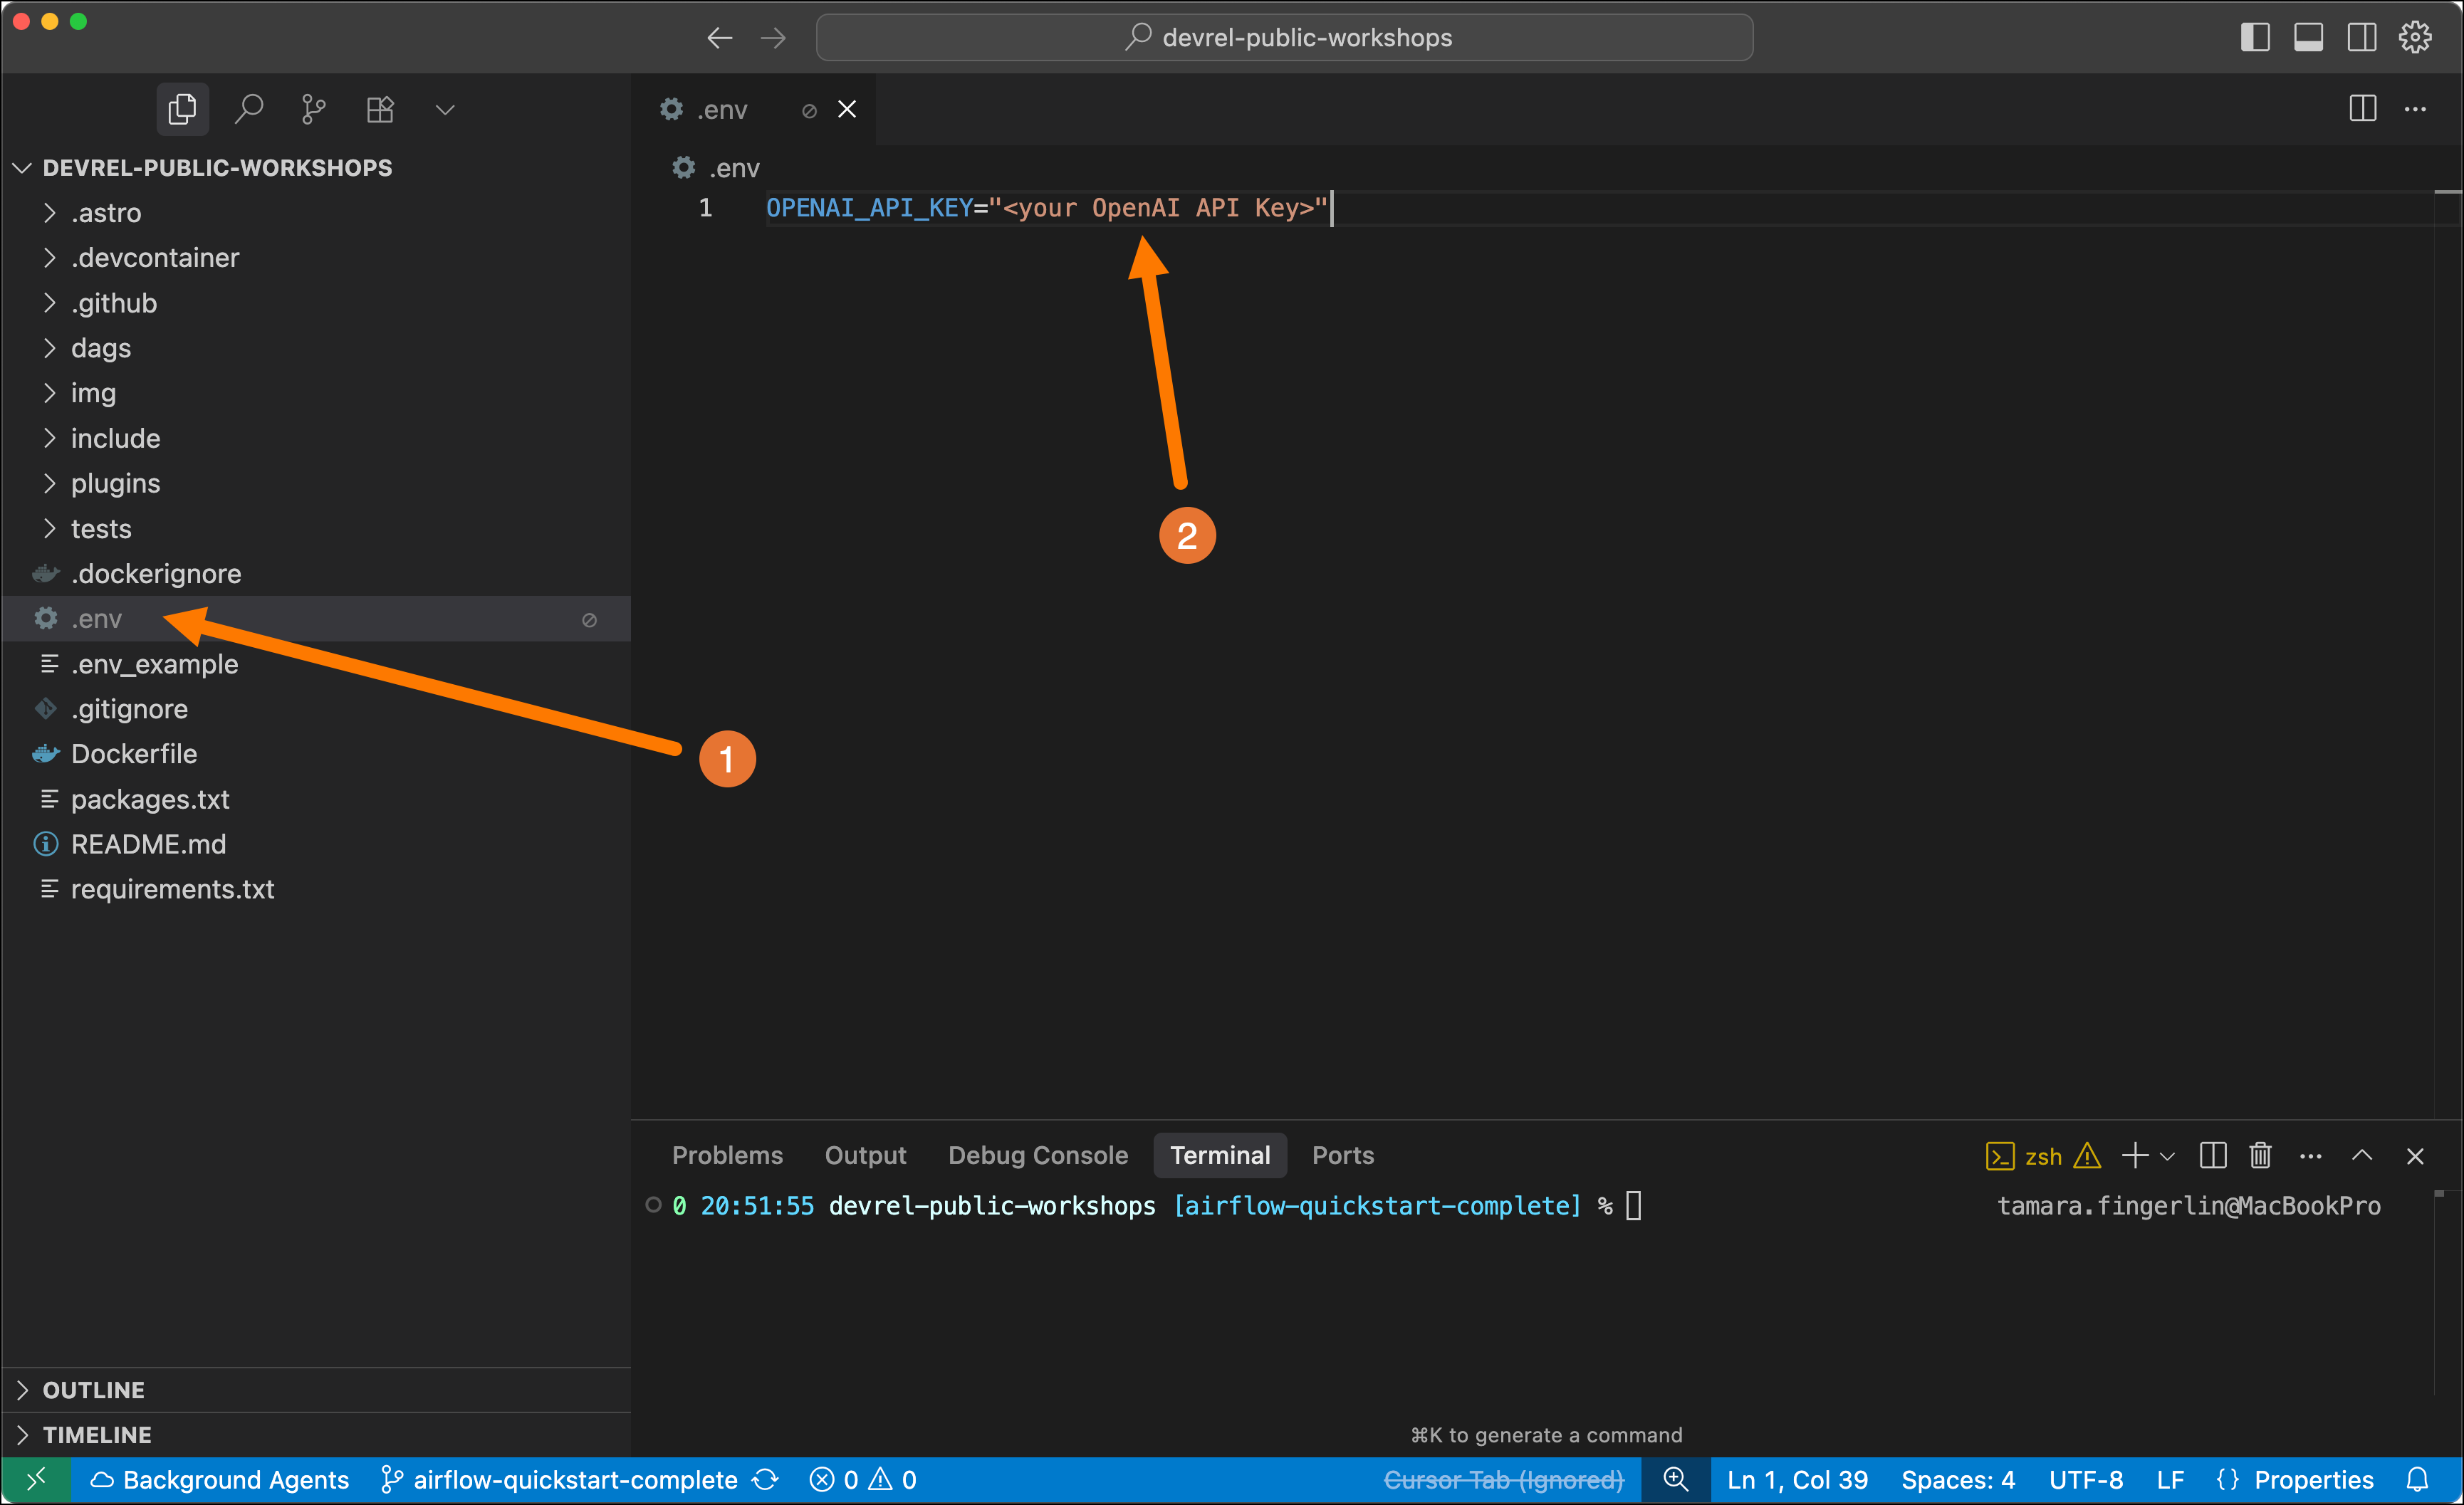 devrel-public-workshops
.env
DEVREL-PUBLIC-WORKSHOPS
.astro
.devcontainer
.github
dags
img
include
plugins
tests
.dockerignore
.env
.env_example
.gitignore
Dockerfile
packages.txt
README.md
requirements.txt
OUTLINE
TIMELINE
.env
1 OPENAI_API_KEY="<your OpenAI API Key>"
2
1
Problems Output Debug Console Terminal Ports
zsh
0 20:51:55 devrel-public-workshops [airflow-quickstart-complete] % tamara.fingerlin@MacBookPro
⌘K to generate a command
Background Agents airflow-quickstart-complete 0 0 Cursor Tab (Ignored) Ln 1, Col 39 Spaces: 4 UTF-8 LF {} Properties